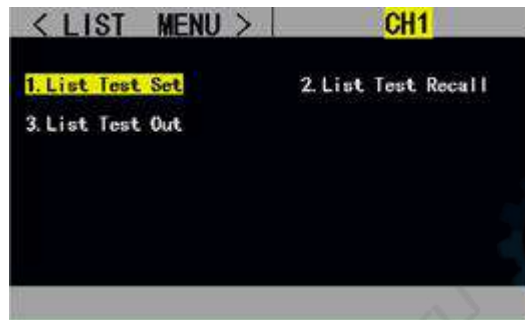 < LIST MENU > CH1
1. List Test Set 2. List Test Recall
3. List Test Out